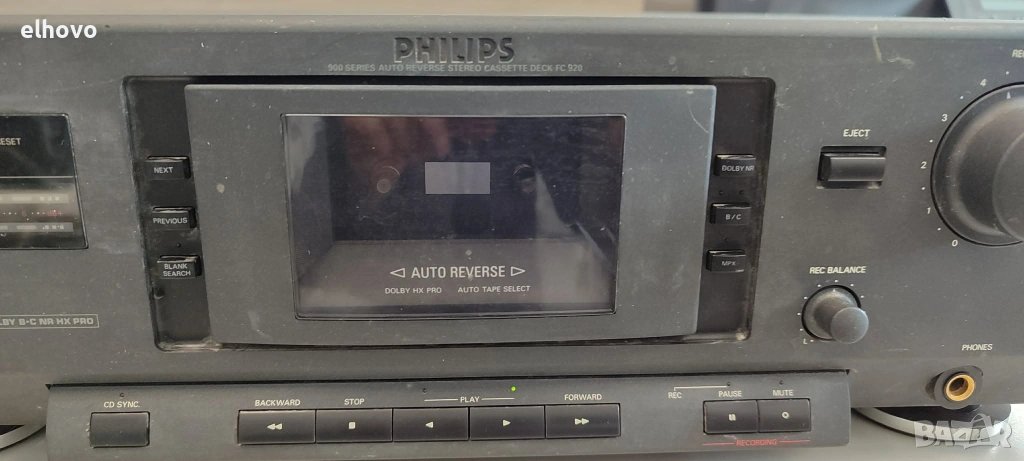 elhovo
PHILIPS
900 SERIES AUTO REVERSE STEREO CASSETTE DECK FC 920
NEXT
PREVIOUS
BLANK SEARCH
DOLBY NR
B/C
MPX
EJECT
4
3
2
1
0
◁ AUTO REVERSE ▷
DOLBY HX PRO AUTO TAPE SELECT
REC BALANCE
L
B-C NR HX PRO
PHONES
CD SYNC.
BACKWARD
STOP
PLAY
FORWARD
REC
PAUSE
MUTE
RECORDING
BAZAR